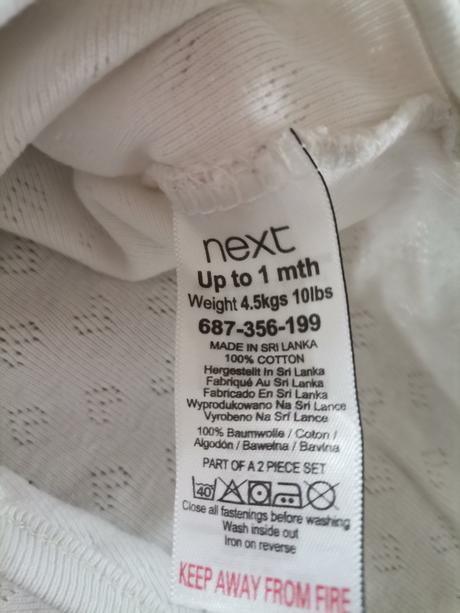 next
Up to 1 mth
Weight 4.5kgs 10lbs
687-356-199
MADE IN SRI LANKA
100% COTTON
Hergestellt In Sri Lanka
Fabriqué Au Sri Lanka
Fabricado En Sri Lanka
Wyprodukowano Na Sri Lance
Vyrobeno Na Srí Lance
100% Baumwolle / Coton /
Algodón / Bawełna / Bavlna
PART OF A 2 PIECE SET
40
Close all fastenings before washing
Wash inside out
Iron on reverse
KEEP AWAY FROM FIRE